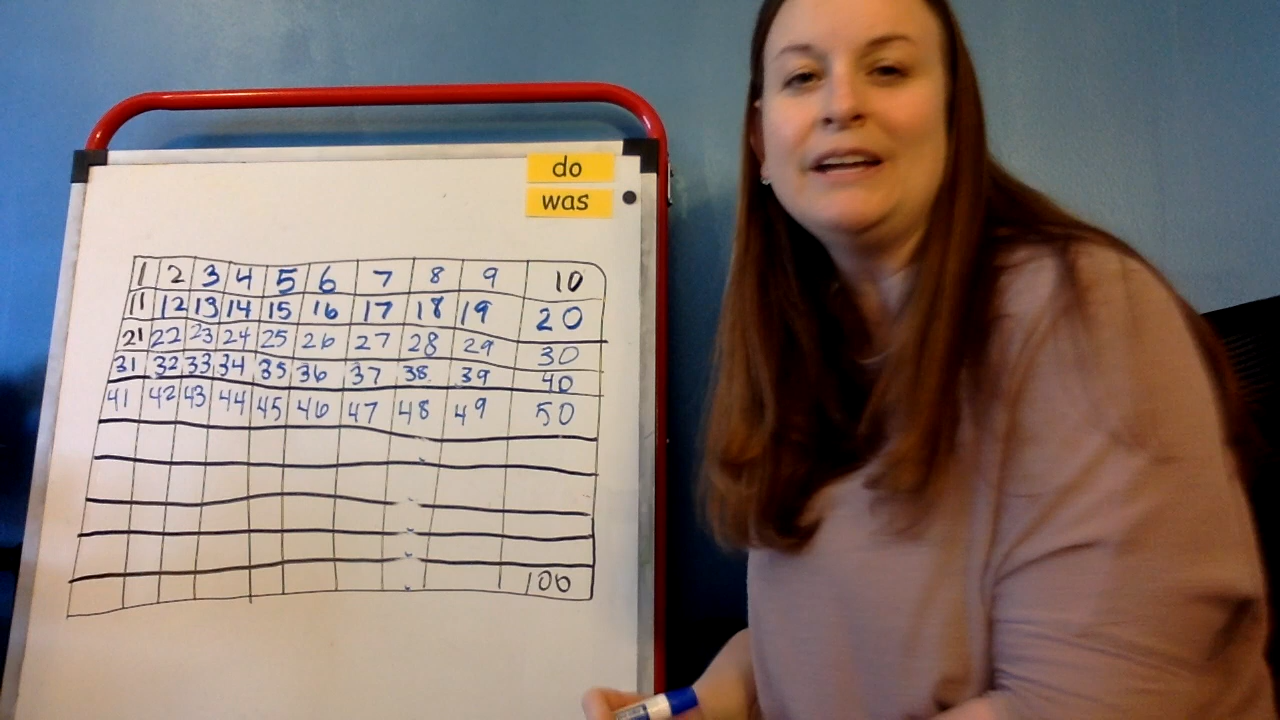 do
was
1 2 3 4 5 6 7 8 9 10
11 12 13 14 15 16 17 18 19 20
21 22 23 24 25 26 27 28 29 30
31 32 33 34 35 36 37 38 39 40
41 42 43 44 45 46 47 48 49 50
100